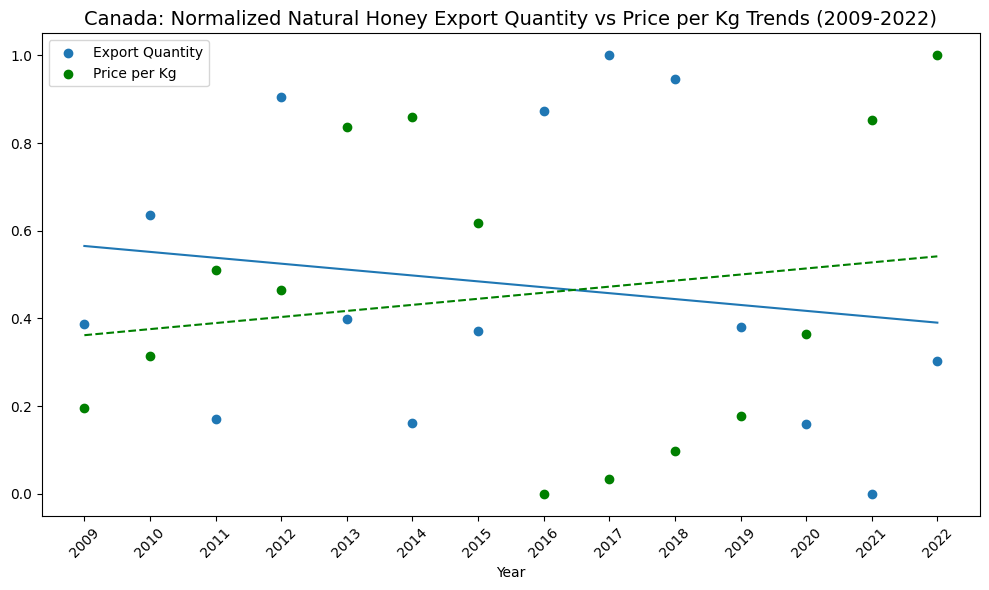 Canada: Normalized Natural Honey Export Quantity vs Price per Kg Trends (2009-2022)
Export Quantity
Price per Kg
1.0
0.8
0.6
0.4
0.2
0.0
2009 2010 2011 2012 2013 2014 2015 2016 2017 2018 2019 2020 2021 2022
Year